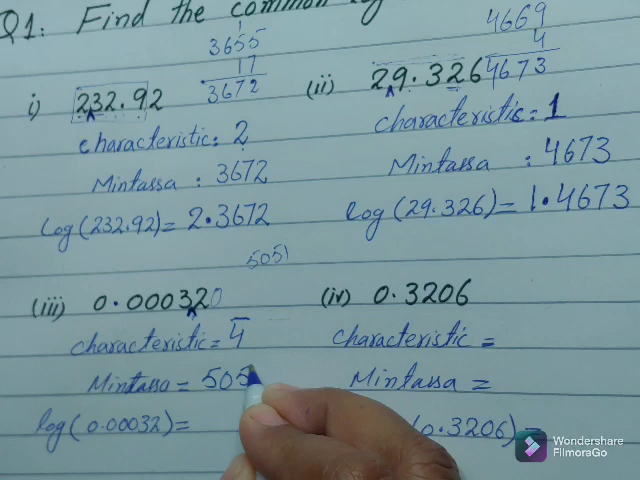 Q1: Find the common
3655
17
3672
4669
4
4673
i) 232.92
characteristic: 2
Mintassa : 3672
log(232.92) = 2.3672
(ii) 29.326
characteristic: 1
Mintassa : 4673
log(29.326) = 1.4673
5051
(iii) 0.000320
characteristic = 4̅
Mintassa = 505
log(0.00032) =
(iv) 0.3206
characteristic =
Mintassa =
(0.3206) =
Wondershare
FilmoraGo